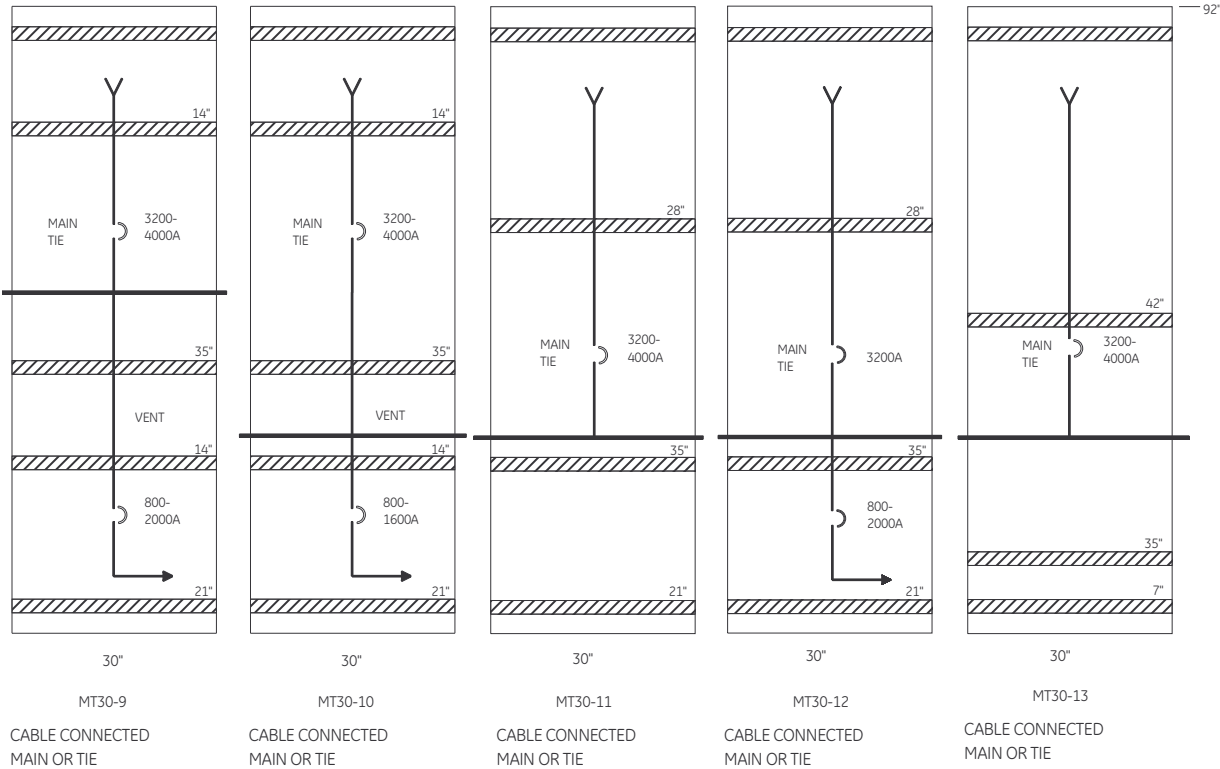 92"
14"
MAIN
TIE
3200-
4000A
35"
VENT
14"
800-
2000A
21"
30"
MT30-9
CABLE CONNECTED
MAIN OR TIE
14"
MAIN
TIE
3200-
4000A
35"
VENT
14"
800-
1600A
21"
30"
MT30-10
CABLE CONNECTED
MAIN OR TIE
28"
MAIN
TIE
3200-
4000A
35"
21"
30"
MT30-11
CABLE CONNECTED
MAIN OR TIE
28"
MAIN
TIE
3200A
35"
800-
2000A
21"
30"
MT30-12
CABLE CONNECTED
MAIN OR TIE
42"
MAIN
TIE
3200-
4000A
35"
7"
30"
MT30-13
CABLE CONNECTED
MAIN OR TIE